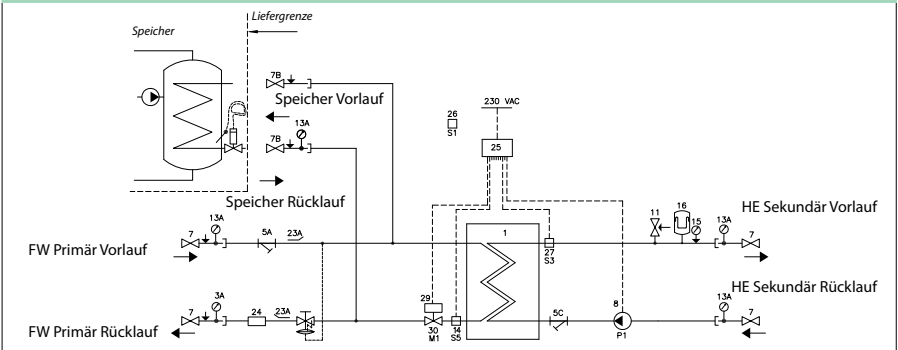 Speicher
Liefergrenze
7B
Speicher Vorlauf
13A
7B
Speicher Rücklauf
230 VAC
26
S1
25
HE Sekundär Vorlauf
13A
7
FW Primär Vorlauf
5A
23A
1
27
S3
11
16
15
13A
7
HE Sekundär Rücklauf
3A
7
FW Primär Rücklauf
24
23A
29
30
M1
14
S5
5C
8
P1
13A
7